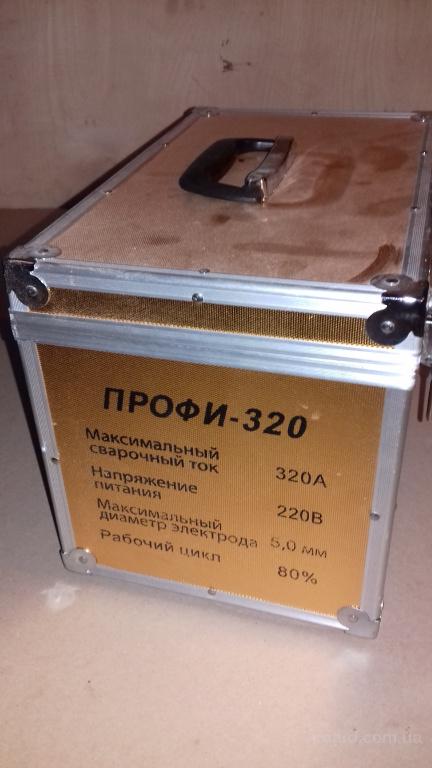 ПРОФИ-320
Максимальный
сварочный ток 320А
Напряжение
питания 220В
Максимальный
диаметр электрода 5,0 мм
Рабочий цикл 80%